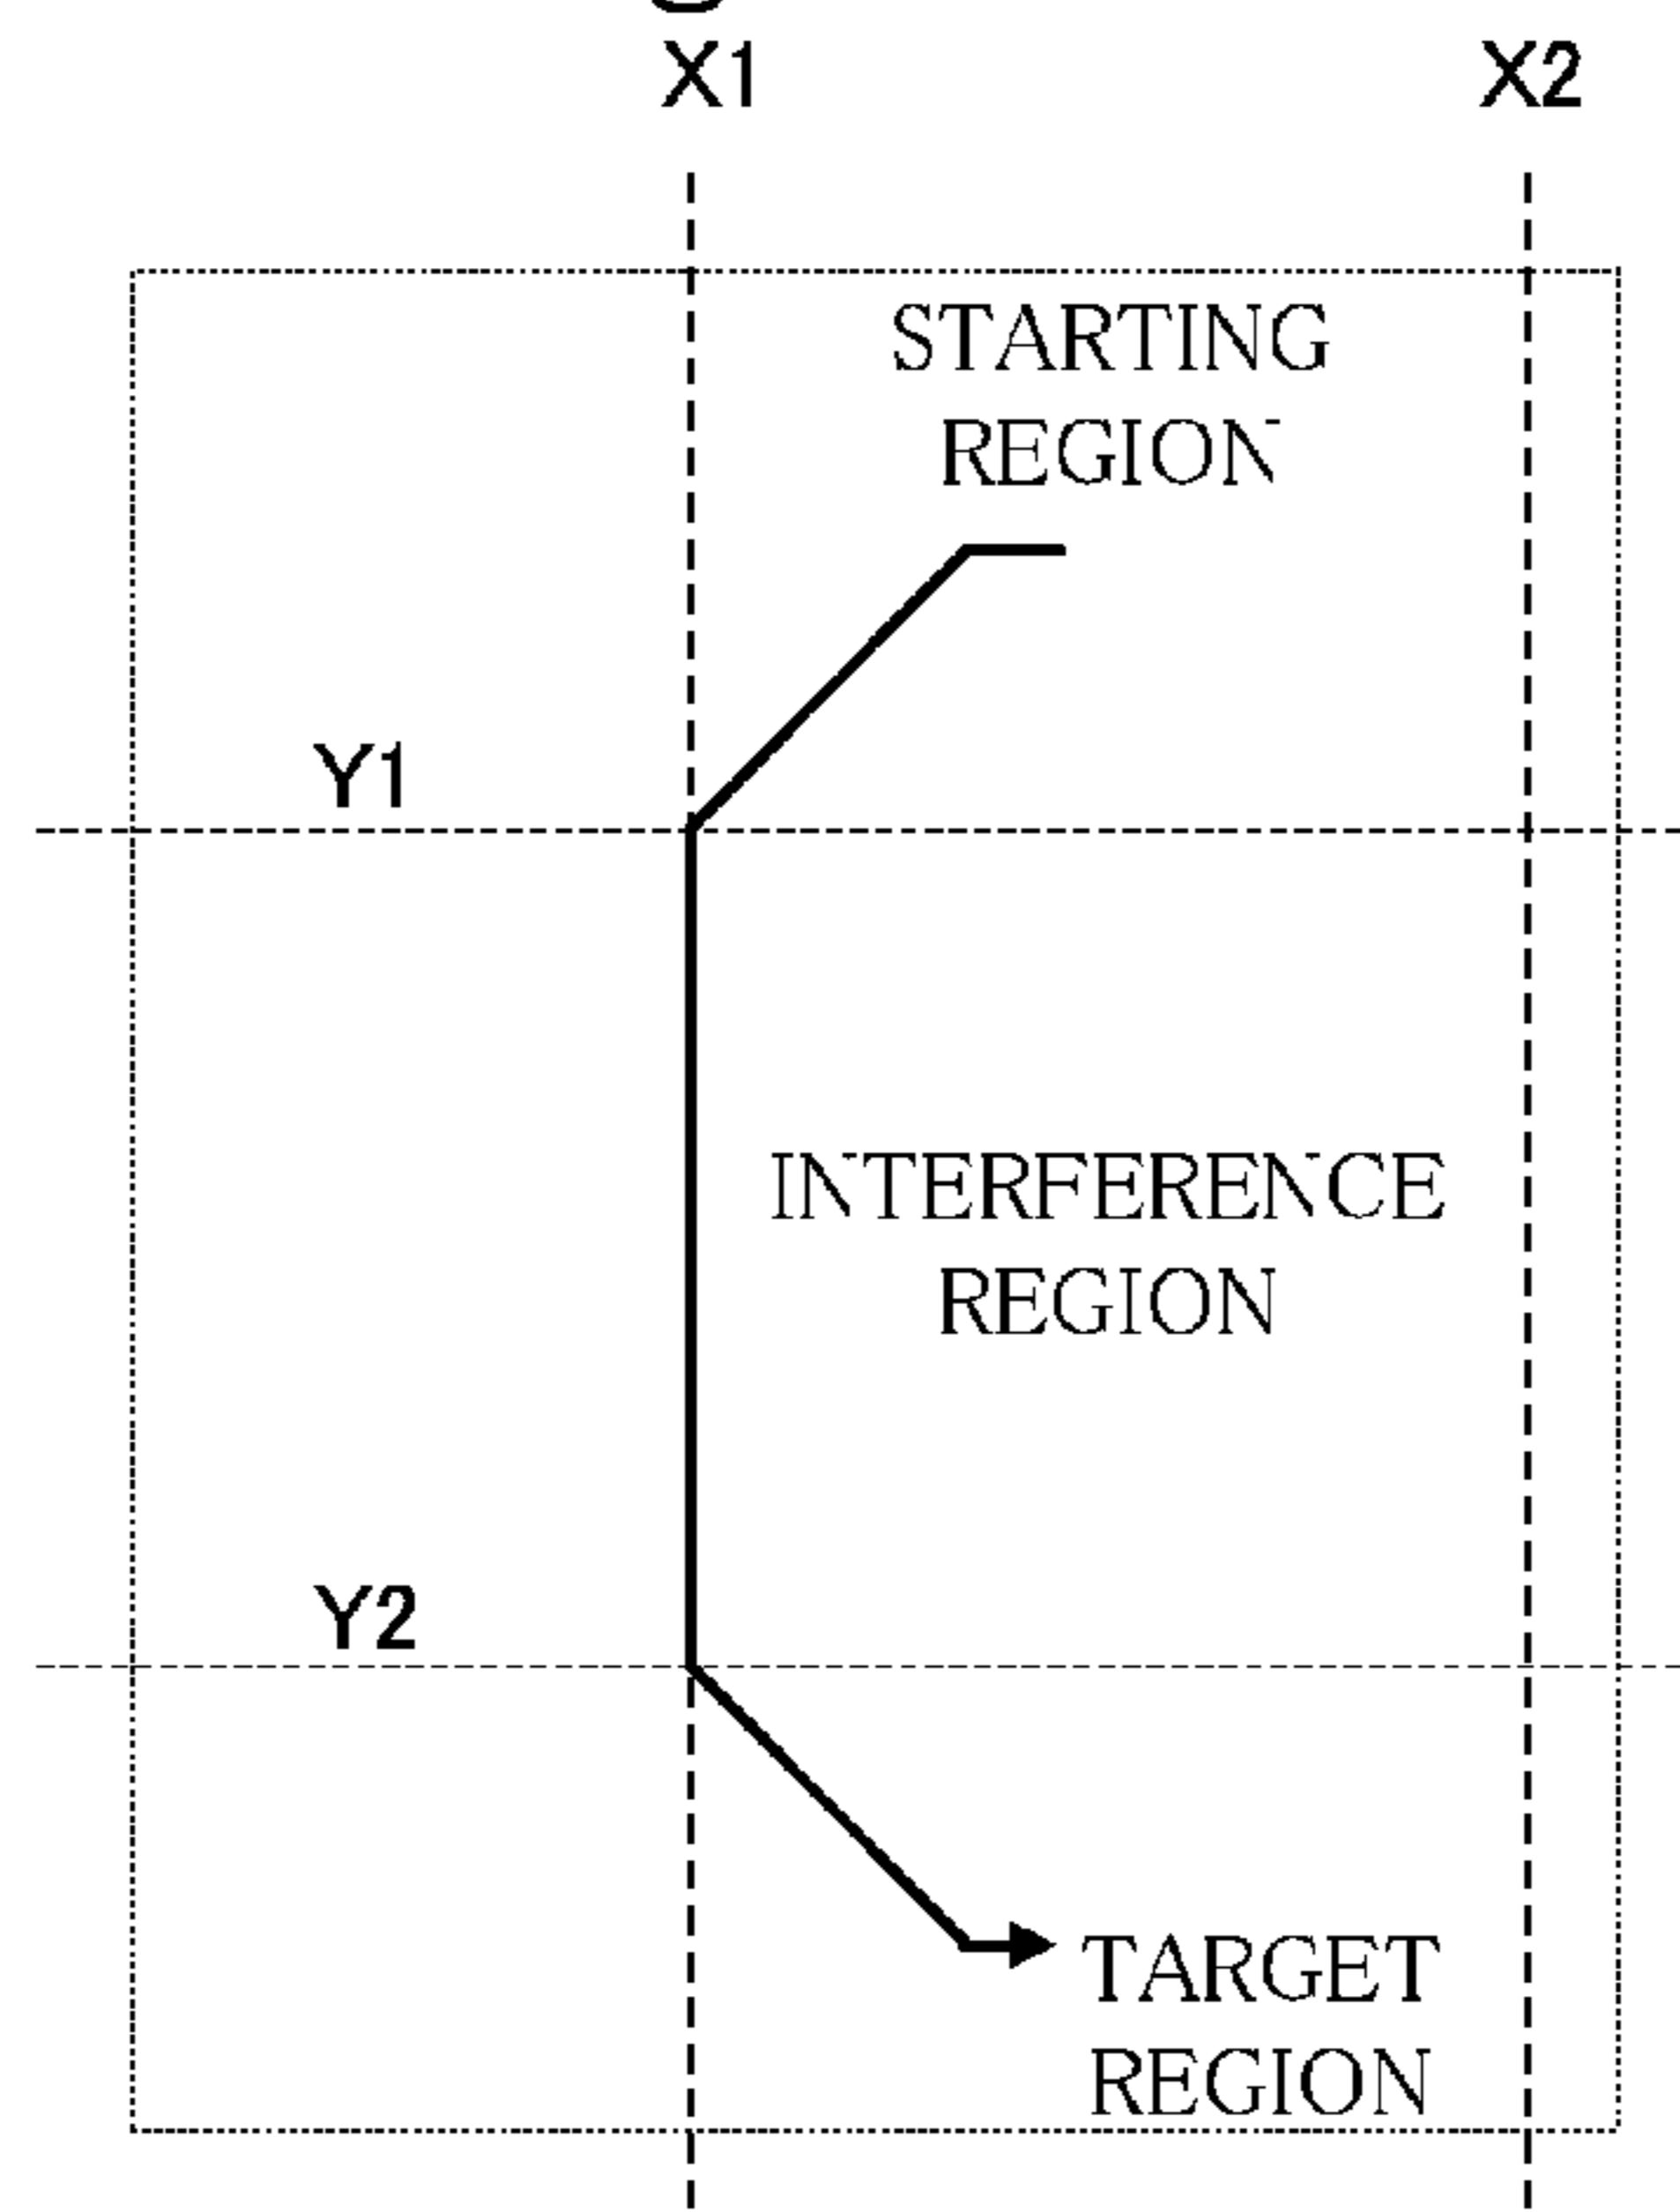 X1 X2
STARTING
REGION
Y1
INTERFERENCE
REGION
Y2
TARGET
REGION